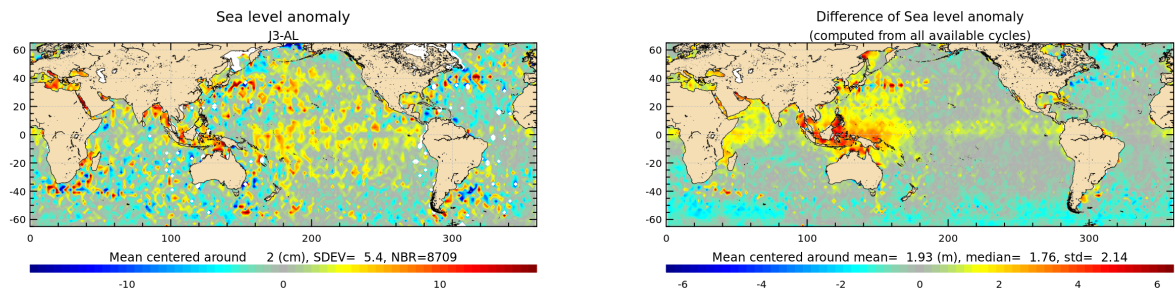 Sea level anomaly
J3-AL
60
40
20
0
-20
-40
-60
0 100 200 300
Mean centered around 2 (cm), SDEV= 5.4, NBR=8709
-10 0 10
Difference of Sea level anomaly
(computed from all available cycles)
60
40
20
0
-20
-40
-60
0 100 200 300
Mean centered around mean= 1.93 (m), median= 1.76, std= 2.14
-6 -4 -2 0 2 4 6